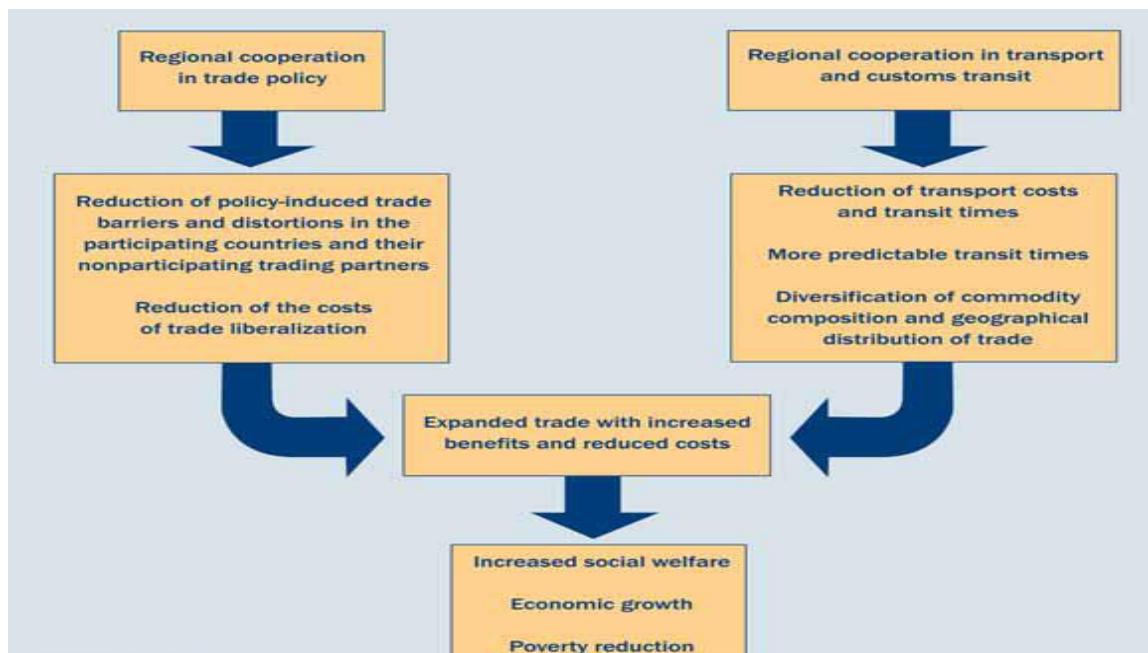 Regional cooperation
in trade policy
Regional cooperation in transport
and customs transit
Reduction of policy-induced trade
barriers and distortions in the
participating countries and their
nonparticipating trading partners
Reduction of the costs
of trade liberalization
Reduction of transport costs
and transit times
More predictable transit times
Diversification of commodity
composition and geographical
distribution of trade
Expanded trade with increased
benefits and reduced costs
Increased social welfare
Economic growth
Poverty reduction